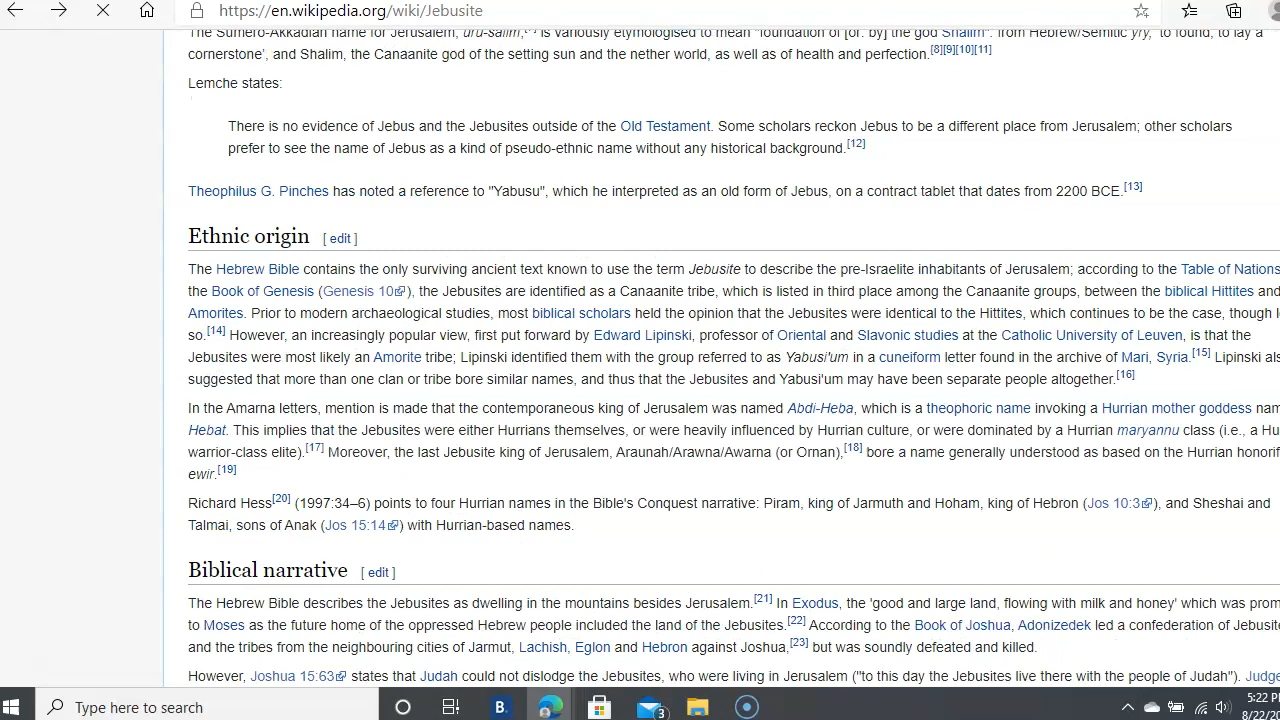 https://en.wikipedia.org/wiki/Jebusite
The Sumero-Akkadian name for Jerusalem, uru-salim, is variously etymologised to mean "foundation of [or: by] the god Shalim": from Hebrew/Semitic yry, 'to found, to lay a
cornerstone', and Shalim, the Canaanite god of the setting sun and the nether world, as well as of health and perfection.[8][9][10][11]
Lemche states:
There is no evidence of Jebus and the Jebusites outside of the Old Testament. Some scholars reckon Jebus to be a different place from Jerusalem; other scholars
prefer to see the name of Jebus as a kind of pseudo-ethnic name without any historical background.[12]
Theophilus G. Pinches has noted a reference to "Yabusu", which he interpreted as an old form of Jebus, on a contract tablet that dates from 2200 BCE.[13]
Ethnic origin [ edit ]
The Hebrew Bible contains the only surviving ancient text known to use the term Jebusite to describe the pre-Israelite inhabitants of Jerusalem; according to the Table of Nations
the Book of Genesis (Genesis 10), the Jebusites are identified as a Canaanite tribe, which is listed in third place among the Canaanite groups, between the biblical Hittites and
Amorites. Prior to modern archaeological studies, most biblical scholars held the opinion that the Jebusites were identical to the Hittites, which continues to be the case, though l
so.[14] However, an increasingly popular view, first put forward by Edward Lipinski, professor of Oriental and Slavonic studies at the Catholic University of Leuven, is that the
Jebusites were most likely an Amorite tribe; Lipinski identified them with the group referred to as Yabusi'um in a cuneiform letter found in the archive of Mari, Syria.[15] Lipinski als
suggested that more than one clan or tribe bore similar names, and thus that the Jebusites and Yabusi'um may have been separate people altogether.[16]
In the Amarna letters, mention is made that the contemporaneous king of Jerusalem was named Abdi-Heba, which is a theophoric name invoking a Hurrian mother goddess nam
Hebat. This implies that the Jebusites were either Hurrians themselves, or were heavily influenced by Hurrian culture, or were dominated by a Hurrian maryannu class (i.e., a Hu
warrior-class elite).[17] Moreover, the last Jebusite king of Jerusalem, Araunah/Arawna/Awarna (or Ornan),[18] bore a name generally understood as based on the Hurrian honorif
ewir.[19]
Richard Hess[20] (1997:34–6) points to four Hurrian names in the Bible's Conquest narrative: Piram, king of Jarmuth and Hoham, king of Hebron (Jos 10:3), and Sheshai and
Talmai, sons of Anak (Jos 15:14) with Hurrian-based names.
Biblical narrative [ edit ]
The Hebrew Bible describes the Jebusites as dwelling in the mountains besides Jerusalem.[21] In Exodus, the 'good and large land, flowing with milk and honey' which was prom
to Moses as the future home of the oppressed Hebrew people included the land of the Jebusites.[22] According to the Book of Joshua, Adonizedek led a confederation of Jebusite
and the tribes from the neighbouring cities of Jarmut, Lachish, Eglon and Hebron against Joshua,[23] but was soundly defeated and killed.
However, Joshua 15:63 states that Judah could not dislodge the Jebusites, who were living in Jerusalem ("to this day the Jebusites live there with the people of Judah"). Judge
Type here to search
B.
3
5:22 P
8/22/20